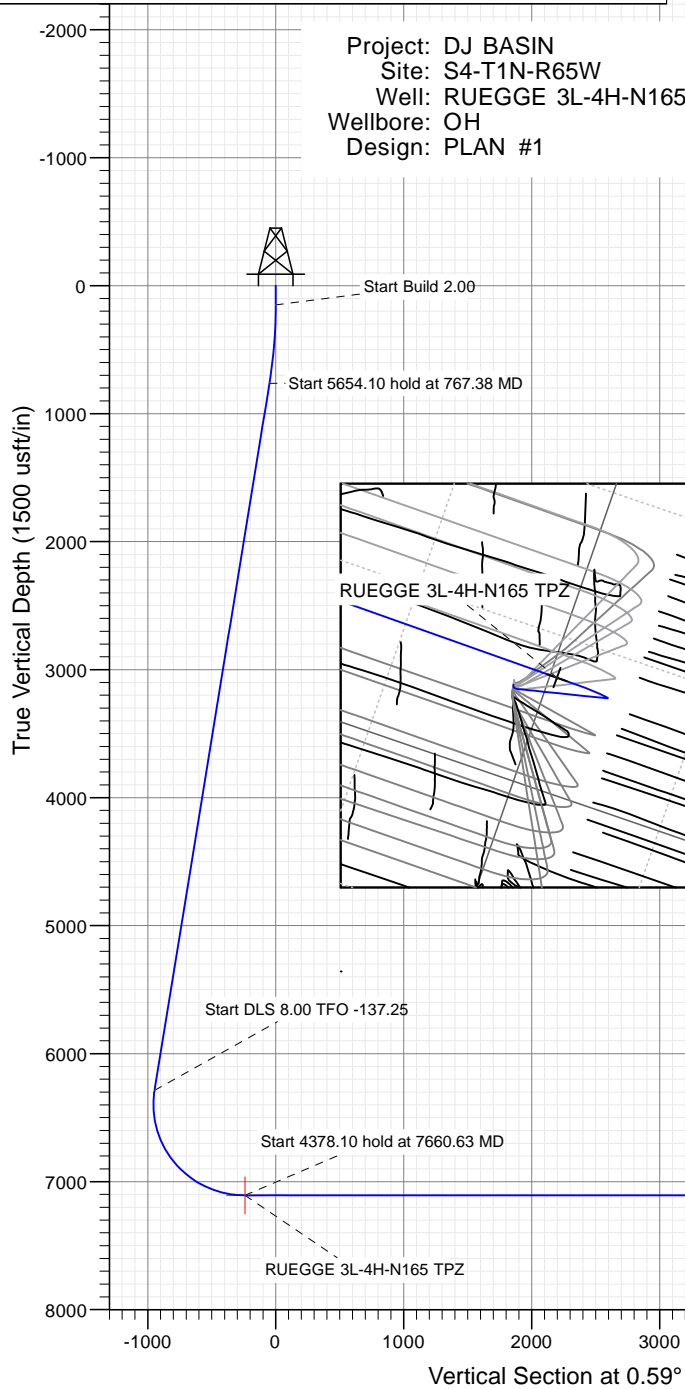 Project: DJ BASIN
Site: S4-T1N-R65W
Well: RUEGGE 3L-4H-N165
Wellbore: OH
Design: PLAN #1
-2000
-1000
0
Start Build 2.00
Start 5654.10 hold at 767.38 MD
1000
True Vertical Depth (1500 usft/in)
2000
RUEGGE 3L-4H-N165 TPZ
3000
4000
5000
Start DLS 8.00 TFO -137.25
6000
Start 4378.10 hold at 7660.63 MD
7000
RUEGGE 3L-4H-N165 TPZ
8000
-1000 0 1000 2000 3000
Vertical Section at 0.59°